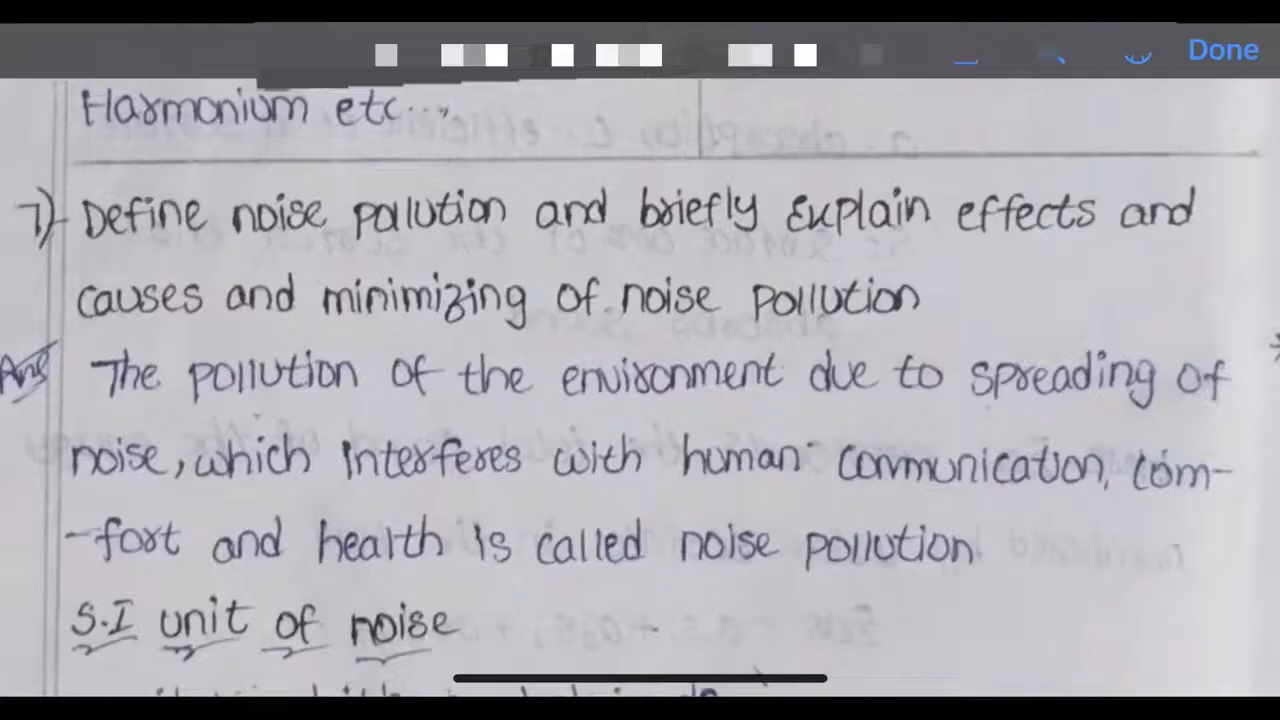 Done
Harmonium etc...,
7) Define noise pollution and briefly Explain effects and
causes and minimizing of noise pollution
Ans The pollution of the environment due to spreading of
noise, which interferes with human communication, com-
-fort and health is called noise pollution
S.I unit of noise